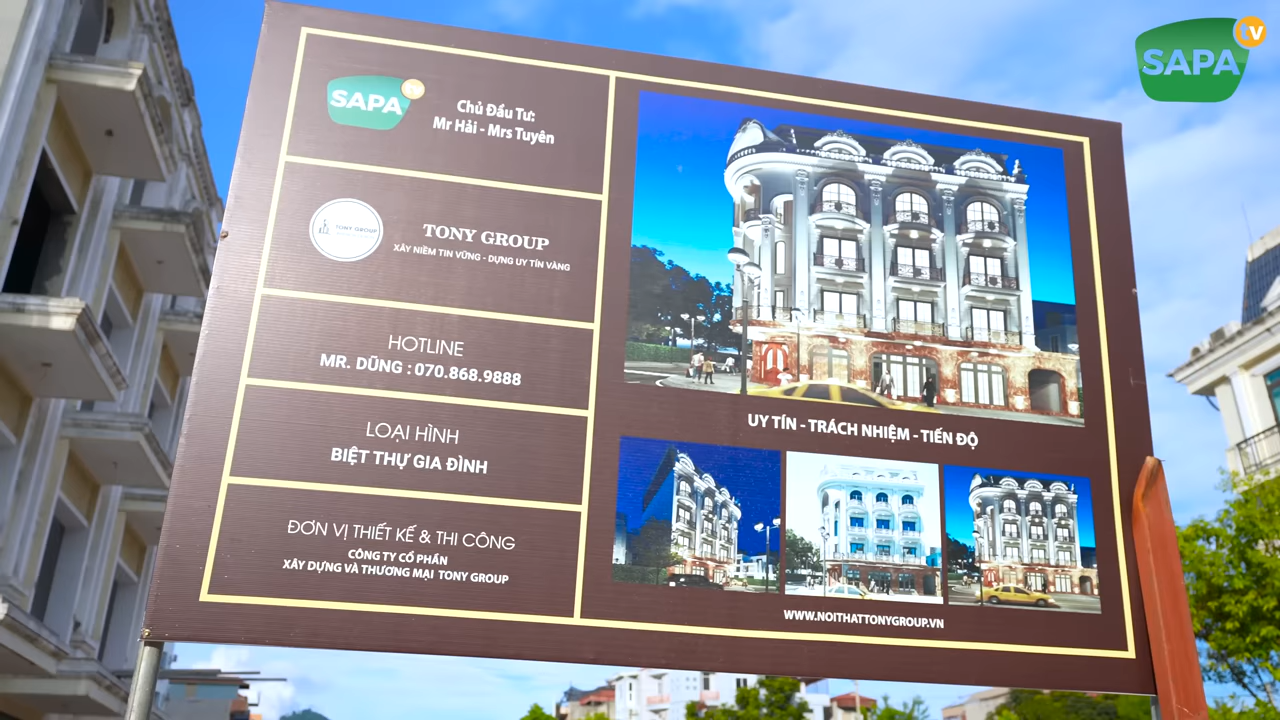 SAPA
TV
SAPA
Chủ Đầu Tư:
Mr Hải - Mrs Tuyên
TONY GROUP
TONY GROUP
XÂY NIỀM TIN VỮNG - DỰNG UY TÍN VÀNG
HOTLINE
MR. DŨNG : 070.868.9888
LOẠI HÌNH
BIỆT THỰ GIA ĐÌNH
ĐƠN VỊ THIẾT KẾ & THI CÔNG
CÔNG TY CỔ PHẦN
XÂY DỰNG VÀ THƯƠNG MẠI TONY GROUP
UY TÍN - TRÁCH NHIỆM - TIẾN ĐỘ
WWW.NOITHATTONYGROUP.VN